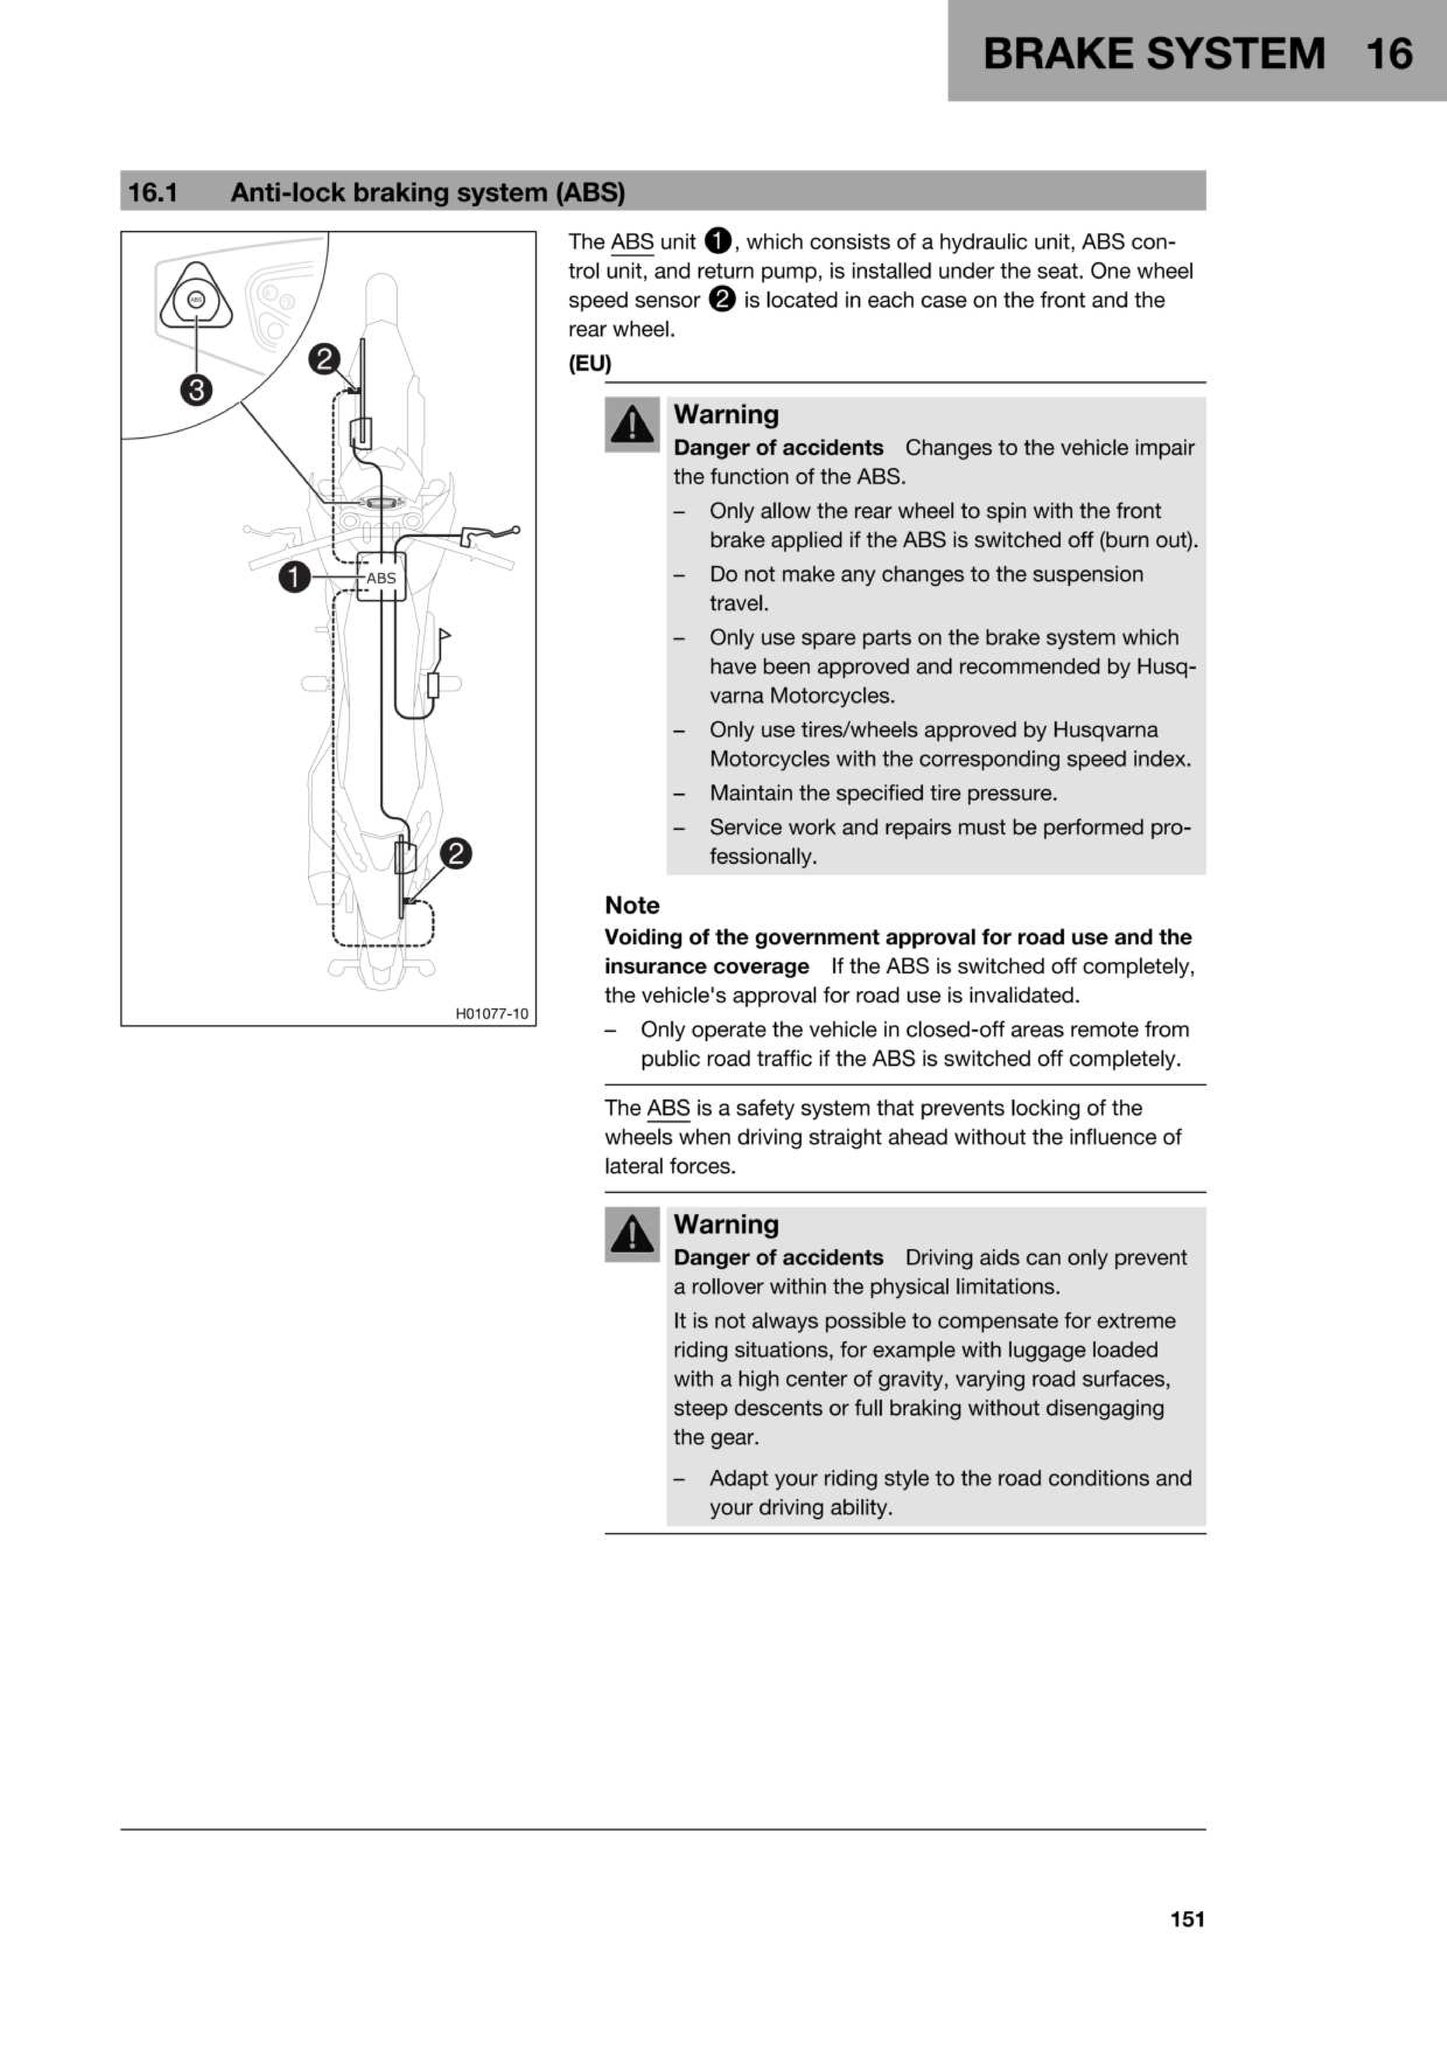 BRAKE SYSTEM 16
16.1 Anti-lock braking system (ABS)
ABS
3
2
1
ABS
2
H01077-10
The ABS unit 1, which consists of a hydraulic unit, ABS con-
trol unit, and return pump, is installed under the seat. One wheel
speed sensor 2 is located in each case on the front and the
rear wheel.
(EU)
Warning
Danger of accidents Changes to the vehicle impair
the function of the ABS.
– Only allow the rear wheel to spin with the front
brake applied if the ABS is switched off (burn out).
– Do not make any changes to the suspension
travel.
– Only use spare parts on the brake system which
have been approved and recommended by Husq-
varna Motorcycles.
– Only use tires/wheels approved by Husqvarna
Motorcycles with the corresponding speed index.
– Maintain the specified tire pressure.
– Service work and repairs must be performed pro-
fessionally.
Note
Voiding of the government approval for road use and the
insurance coverage If the ABS is switched off completely,
the vehicle's approval for road use is invalidated.
– Only operate the vehicle in closed-off areas remote from
public road traffic if the ABS is switched off completely.
The ABS is a safety system that prevents locking of the
wheels when driving straight ahead without the influence of
lateral forces.
Warning
Danger of accidents Driving aids can only prevent
a rollover within the physical limitations.
It is not always possible to compensate for extreme
riding situations, for example with luggage loaded
with a high center of gravity, varying road surfaces,
steep descents or full braking without disengaging
the gear.
– Adapt your riding style to the road conditions and
your driving ability.
151